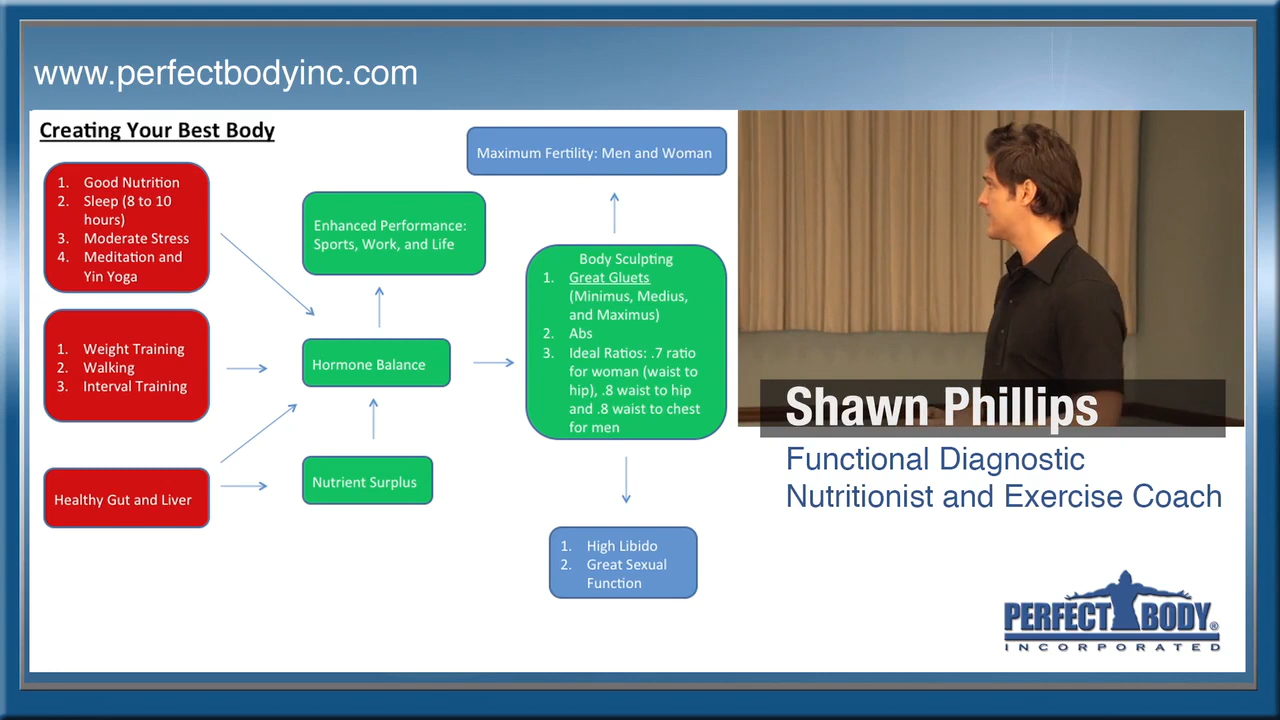 www.perfectbodyinc.com
Creating Your Best Body
1. Good Nutrition
2. Sleep (8 to 10
hours)
3. Moderate Stress
4. Meditation and
Yin Yoga
1. Weight Training
2. Walking
3. Interval Training
Healthy Gut and Liver
Enhanced Performance:
Sports, Work, and Life
Hormone Balance
Nutrient Surplus
Maximum Fertility: Men and Woman
Body Sculpting
1. Great Gluets
(Minimus, Medius,
and Maximus)
2. Abs
3. Ideal Ratios: .7 ratio
for woman (waist to
hip), .8 waist to hip
and .8 waist to chest
for men
1. High Libido
2. Great Sexual
Function
Shawn Phillips
Functional Diagnostic
Nutritionist and Exercise Coach
PERFECT BODY®
INCORPORATED